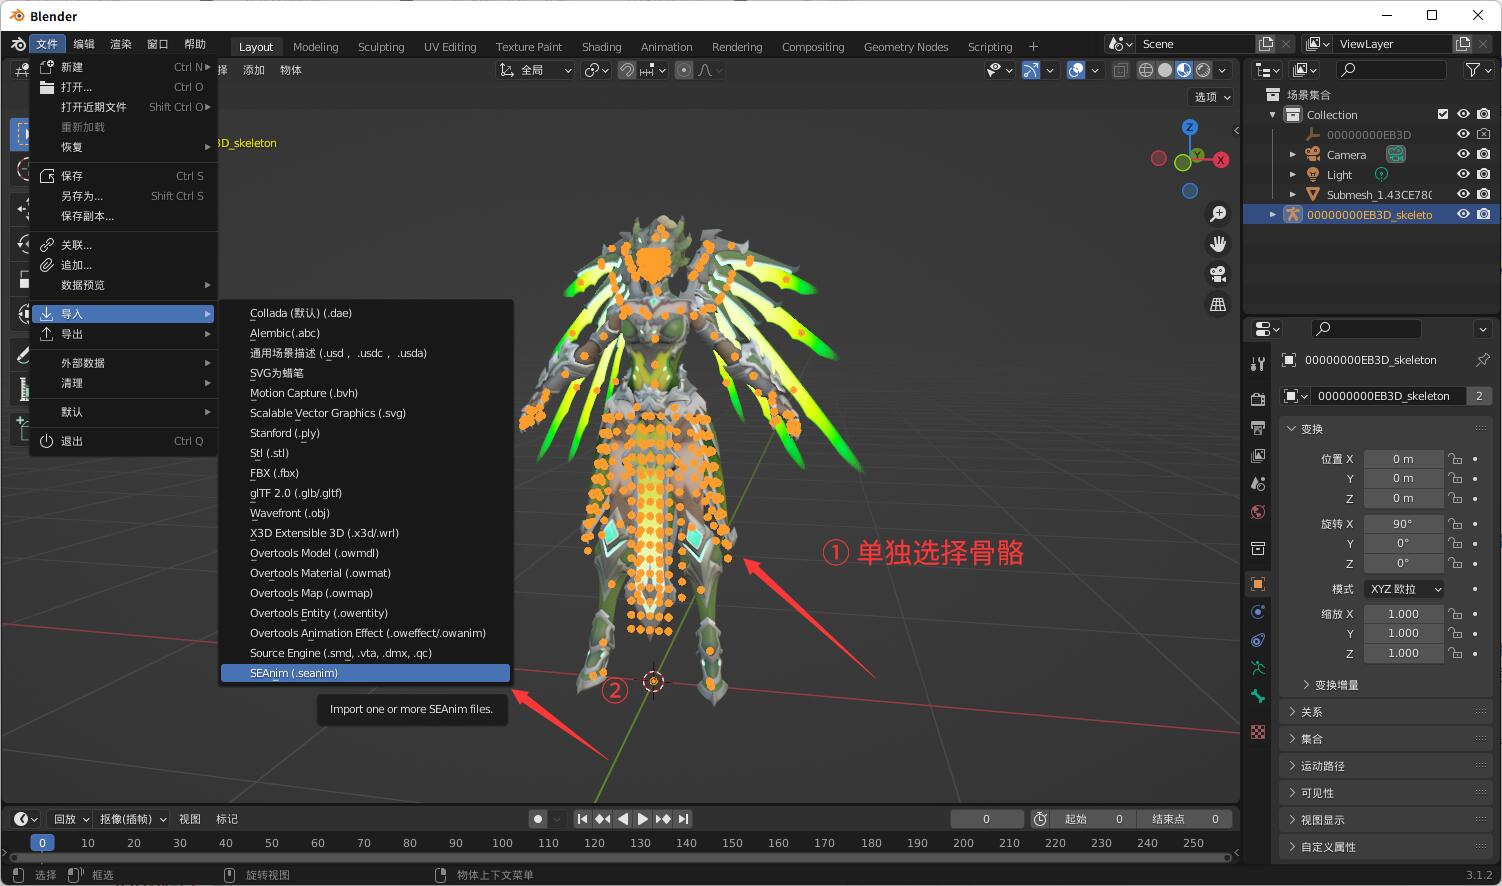 Blender
文件 编辑 渲染 窗口 帮助
Layout Modeling Sculpting UV Editing Texture Paint Shading Animation Rendering Compositing Geometry Nodes Scripting +
Scene
ViewLayer
新建 Ctrl N
打开... Ctrl O
打开近期文件 Shift Ctrl O
重新加载
恢复
保存 Ctrl S
另存为... Shift Ctrl S
保存副本...
关联...
追加...
数据预览
导入
导出
外部数据
清理
默认
退出 Ctrl Q
择 添加 物体
全局
选项
3D_skeleton
Z
Y
X
Collada (默认) (.dae)
Alembic(.abc)
通用场景描述 (.usd， .usdc， .usda)
SVG为蜡笔
Motion Capture (.bvh)
Scalable Vector Graphics (.svg)
Stanford (.ply)
Stl (.stl)
FBX (.fbx)
glTF 2.0 (.glb/.gltf)
Wavefront (.obj)
X3D Extensible 3D (.x3d/.wrl)
Overtools Model (.owmdl)
Overtools Material (.owmat)
Overtools Map (.owmap)
Overtools Entity (.owentity)
Overtools Animation Effect (.oweffect/.owanim)
Source Engine (.smd, .vta, .dmx, .qc)
SEAnim (.seanim)
Import one or more SEAnim files.
① 单独选择骨骼
②
场景集合
Collection
00000000EB3D
Camera
Light
Submesh_1.43CE78(
00000000EB3D_skeleto
00000000EB3D_skeleton
00000000EB3D_skeleton 2
变换
位置 X 0 m
Y 0 m
Z 0 m
旋转 X 90°
Y 0°
Z 0°
模式 XYZ 欧拉
缩放 X 1.000
Y 1.000
Z 1.000
变换增量
关系
集合
运动路径
可见性
视图显示
自定义属性
回放 抠像(插帧) 视图 标记
0 起始 0 结束点 0
0 10 20 30 40 50 60 70 80 90 100 110 120 130 140 150 160 170 180 190 200 210 220 230 240 250
选择 框选 旋转视图 物体上下文菜单 3.1.2